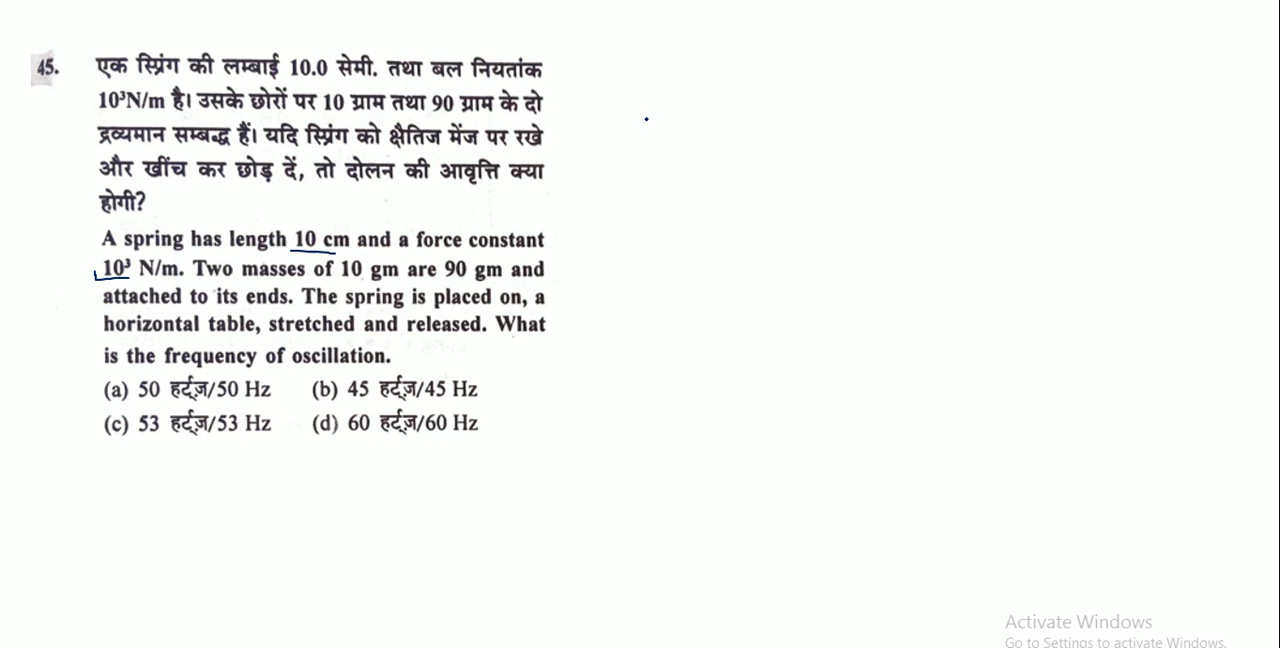 45. एक स्प्रिंग की लम्बाई 10.0 सेमी. तथा बल नियतांक
10³N/m है। उसके छोरों पर 10 ग्राम तथा 90 ग्राम के दो
द्रव्यमान सम्बद्ध हैं। यदि स्प्रिंग को क्षैतिज मेंज पर रखे
और खींच कर छोड़ दें, तो दोलन की आवृत्ति क्या
होगी?
A spring has length 10 cm and a force constant
10³ N/m. Two masses of 10 gm are 90 gm and
attached to its ends. The spring is placed on, a
horizontal table, stretched and released. What
is the frequency of oscillation.
(a) 50 हर्ट्ज़/50 Hz (b) 45 हर्ट्ज़/45 Hz
(c) 53 हर्ट्ज़/53 Hz (d) 60 हर्ट्ज़/60 Hz
Activate Windows
Go to Settings to activate Windows.